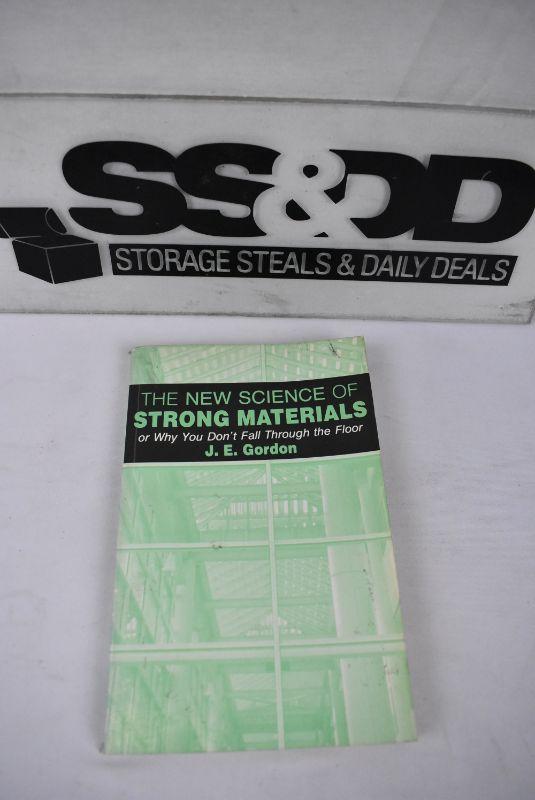 SS&DD
STORAGE STEALS & DAILY DEALS
THE NEW SCIENCE OF
STRONG MATERIALS
or Why You Don't Fall Through the Floor
J. E. Gordon